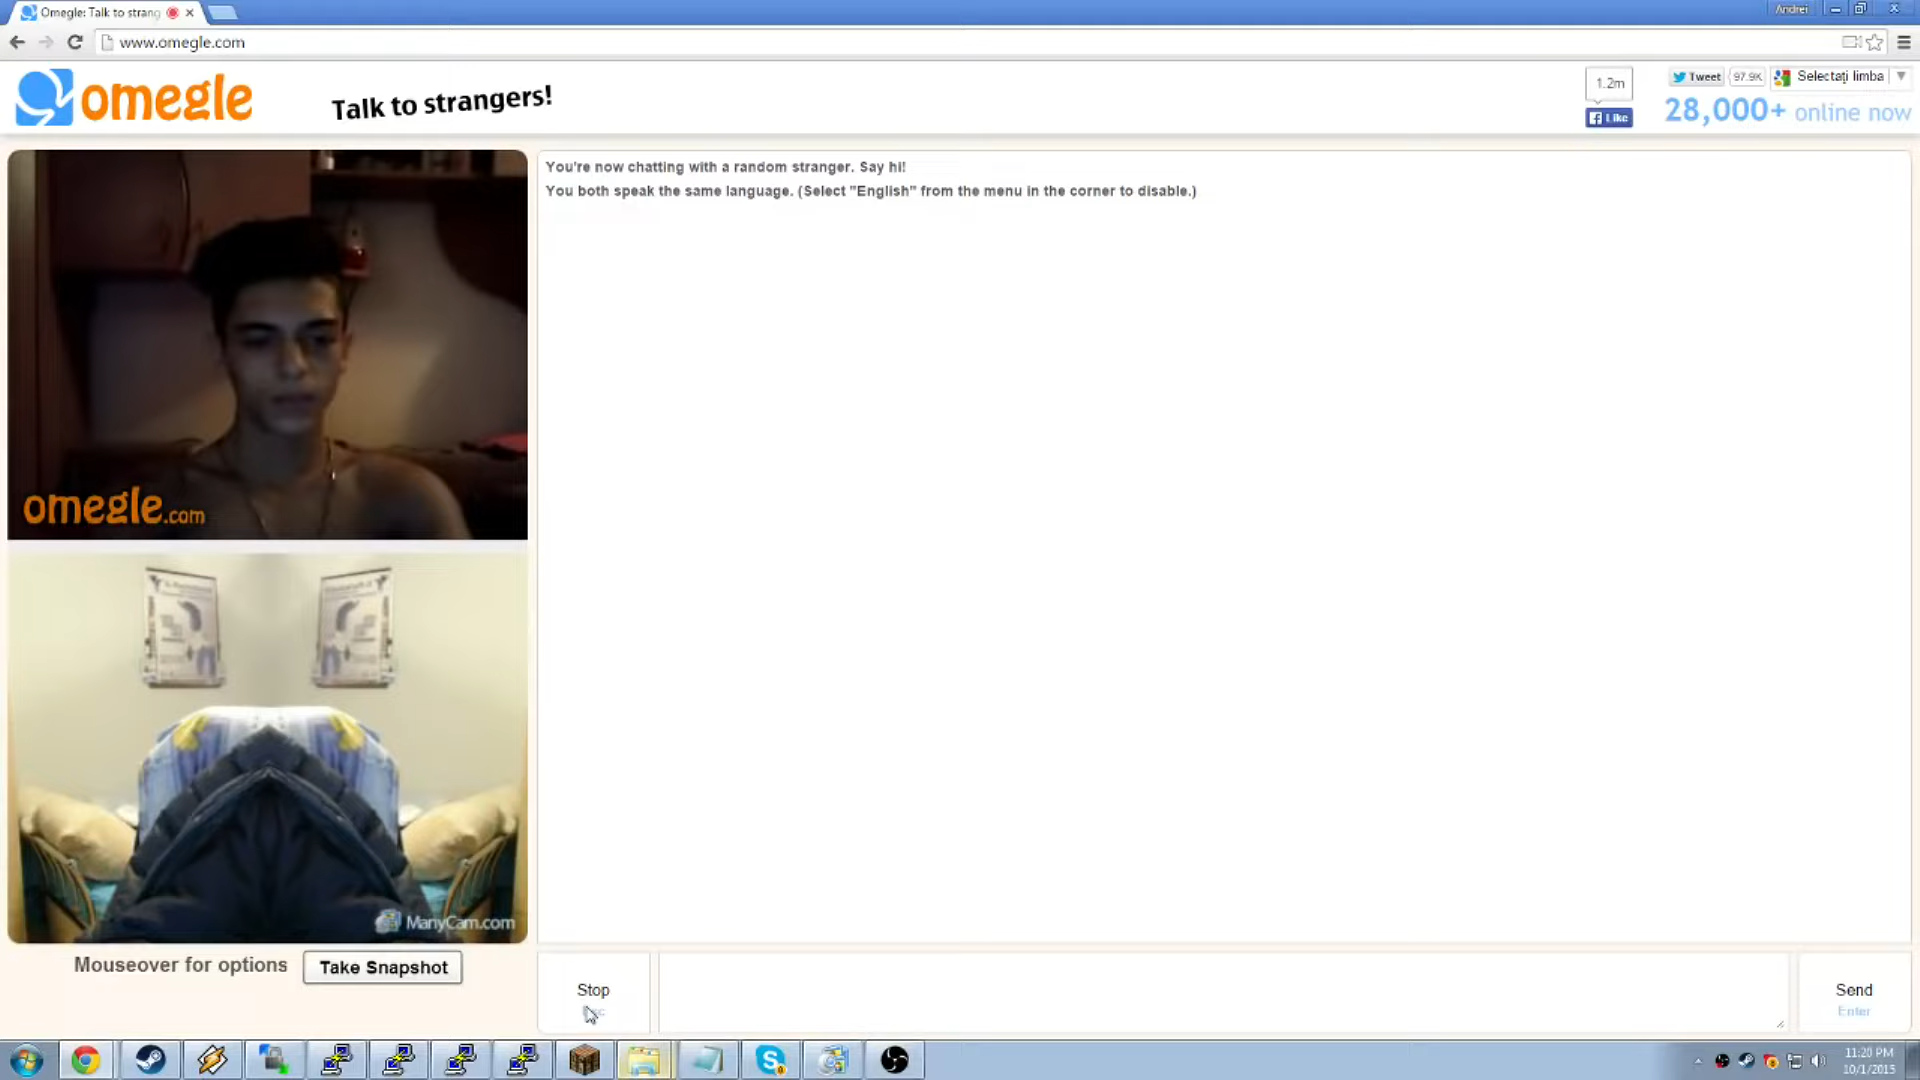 Omegle: Talk to strang
Andrei
www.omegle.com
omegle
Talk to strangers!
1.2m
Like
Tweet
97.9K
Selectați limba
28,000+ online now
You're now chatting with a random stranger. Say hi!
You both speak the same language. (Select "English" from the menu in the corner to disable.)
omegle.com
ManyCam.com
Mouseover for options
Take Snapshot
Stop
Send
Enter
11:20 PM
10/1/2015